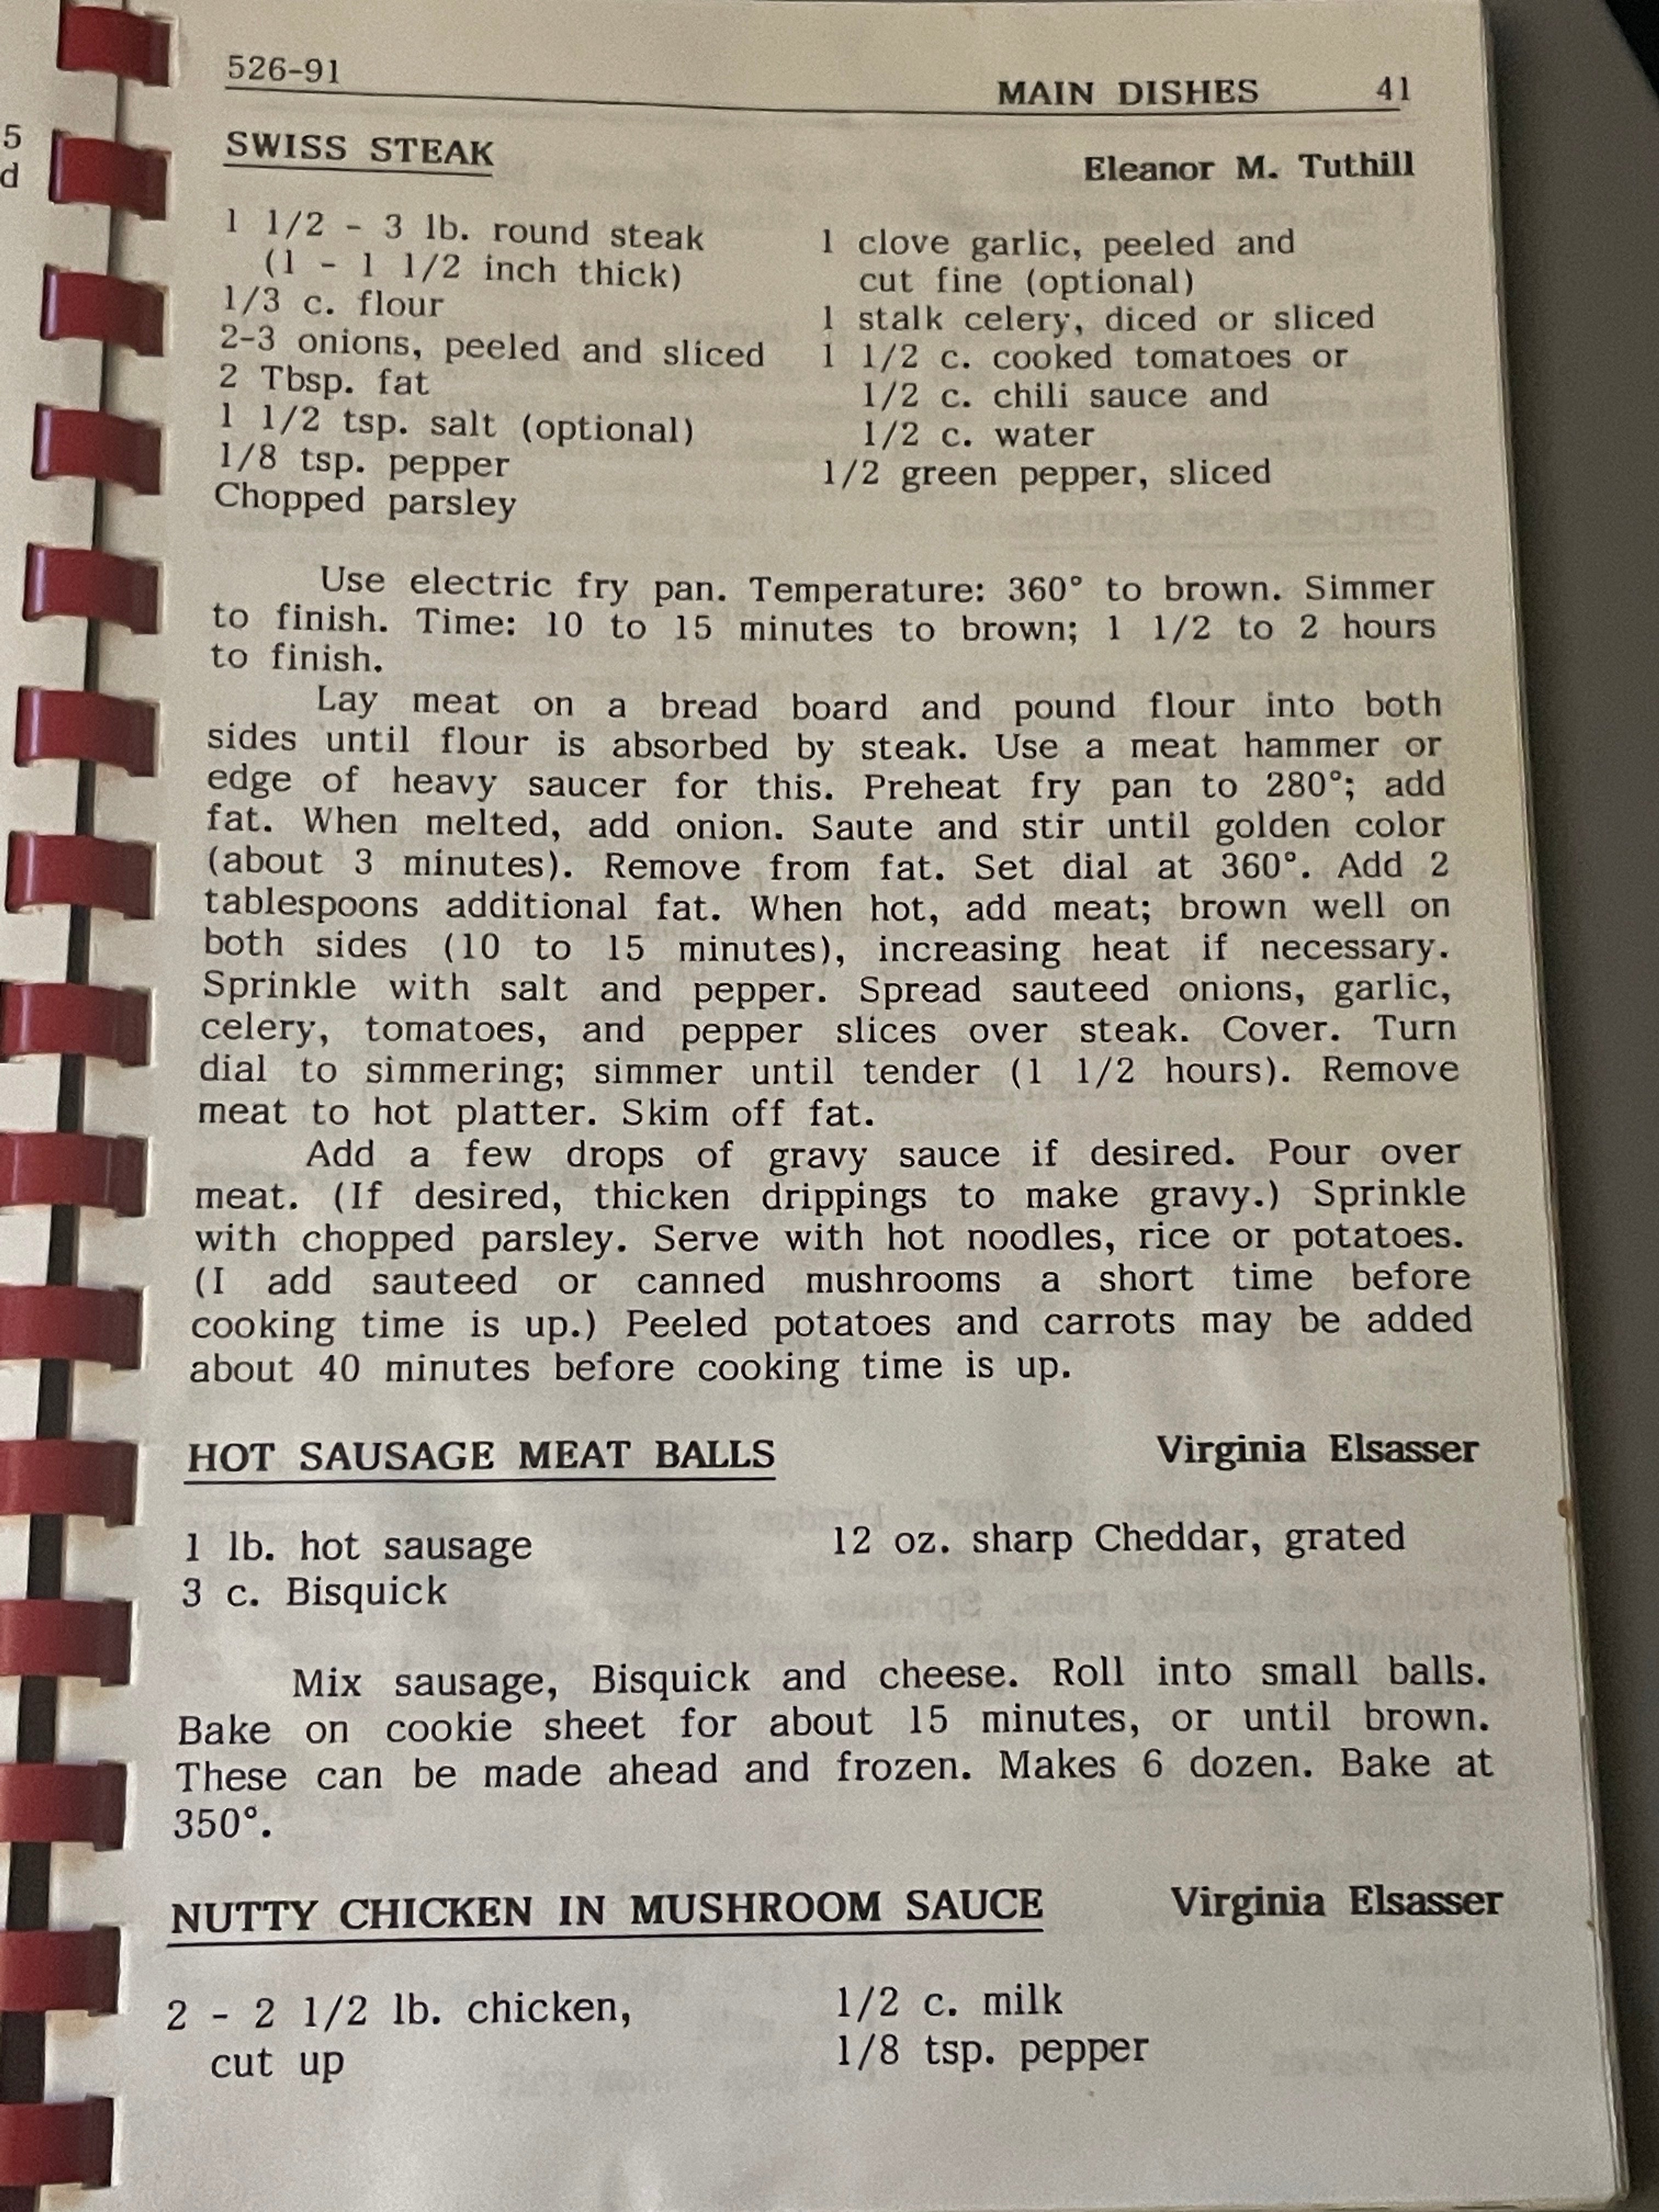 5
d
526-91
MAIN DISHES 41
SWISS STEAK
Eleanor M. Tuthill
1 1/2 - 3 lb. round steak
(1 - 1 1/2 inch thick)
1/3 c. flour
2-3 onions, peeled and sliced
2 Tbsp. fat
1 1/2 tsp. salt (optional)
1/8 tsp. pepper
Chopped parsley
1 clove garlic, peeled and
cut fine (optional)
1 stalk celery, diced or sliced
1 1/2 c. cooked tomatoes or
1/2 c. chili sauce and
1/2 c. water
1/2 green pepper, sliced
Use electric fry pan. Temperature: 360° to brown. Simmer
to finish. Time: 10 to 15 minutes to brown; 1 1/2 to 2 hours
to finish.
Lay meat on a bread board and pound flour into both
sides until flour is absorbed by steak. Use a meat hammer or
edge of heavy saucer for this. Preheat fry pan to 280°; add
fat. When melted, add onion. Saute and stir until golden color
(about 3 minutes). Remove from fat. Set dial at 360°. Add 2
tablespoons additional fat. When hot, add meat; brown well on
both sides (10 to 15 minutes), increasing heat if necessary.
Sprinkle with salt and pepper. Spread sauteed onions, garlic,
celery, tomatoes, and pepper slices over steak. Cover. Turn
dial to simmering; simmer until tender (1 1/2 hours). Remove
meat to hot platter. Skim off fat.
Add a few drops of gravy sauce if desired. Pour over
meat. (If desired, thicken drippings to make gravy.) Sprinkle
with chopped parsley. Serve with hot noodles, rice or potatoes.
(I add sauteed or canned mushrooms a short time before
cooking time is up.) Peeled potatoes and carrots may be added
about 40 minutes before cooking time is up.
HOT SAUSAGE MEAT BALLS
Virginia Elsasser
1 lb. hot sausage
3 c. Bisquick
12 oz. sharp Cheddar, grated
Mix sausage, Bisquick and cheese. Roll into small balls.
Bake on cookie sheet for about 15 minutes, or until brown.
These can be made ahead and frozen. Makes 6 dozen. Bake at
350°.
NUTTY CHICKEN IN MUSHROOM SAUCE
Virginia Elsasser
2 - 2 1/2 lb. chicken,
cut up
1/2 c. milk
1/8 tsp. pepper